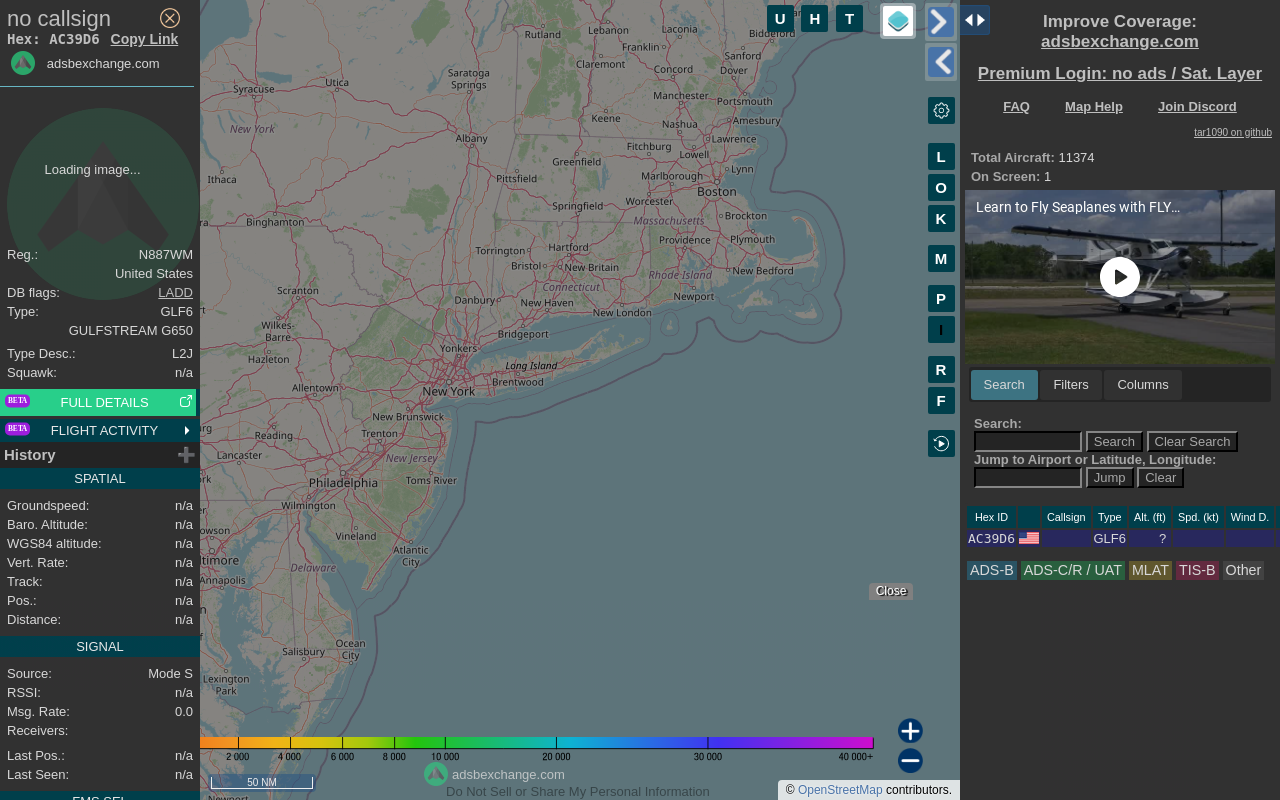 no callsign
Hex: AC39D6 Copy Link
adsbexchange.com
Loading image...
Reg.: N887WM
United States
DB flags: LADD
Type: GLF6
GULFSTREAM G650
Type Desc.: L2J
Squawk: n/a
BETA FULL DETAILS
BETA FLIGHT ACTIVITY
History
SPATIAL
Groundspeed: n/a
Baro. Altitude: n/a
WGS84 altitude: n/a
Vert. Rate: n/a
Track: n/a
Pos.: n/a
Distance: n/a
SIGNAL
Source: Mode S
RSSI: n/a
Msg. Rate: 0.0
Receivers:
Last Pos.: n/a
Last Seen: n/a
U H T
L
O
K
M
P
I
R
F
Rutland
Lebanon
Laconia
Biddeford
Franklin
Sanford
Claremont
Concord
Dover
Saratoga
Springs
Utica
Syracuse
Manchester
Portsmouth
Keene
Nashua
Amesbury
New York
Albany
Fitchburg
Lawrence
Lowell
Greenfield
Lynn
Ithaca
Pittsfield
Marlborough
Boston
Worcester
Springfield
Massachusetts
Brockton
Binghamton
Providence
Plymouth
Torrington
Hartford
Bristol
New Britain
Rhode Island
New Bedford
Connecticut
Scranton
Danbury
New Haven
Newport
New London
Wilkes-
Barre
Bridgeport
Yonkers
Hazleton
Long Island
Brentwood
Allentown
New York
New Brunswick
Reading
Trenton
Lancaster
New Jersey
Toms River
Philadelphia
Wilmington
Vineland
Atlantic
City
Delaware
Annapolis
Ocean
City
Salisbury
Lexington
Park
Close
2 000 4 000 6 000 8 000 10 000 20 000 30 000 40 000+
50 NM
adsbexchange.com
Do Not Sell or Share My Personal Information
© OpenStreetMap contributors.
Improve Coverage:
adsbexchange.com
Premium Login: no ads / Sat. Layer
FAQ Map Help Join Discord
tar1090 on github
Total Aircraft: 11374
On Screen: 1
Learn to Fly Seaplanes with FLY...
Search Filters Columns
Search:
Search Clear Search
Jump to Airport or Latitude, Longitude:
Jump Clear
Hex ID Callsign Type Alt. (ft) Spd. (kt) Wind D.
AC39D6 GLF6 ?
ADS-B ADS-C/R / UAT MLAT TIS-B Other